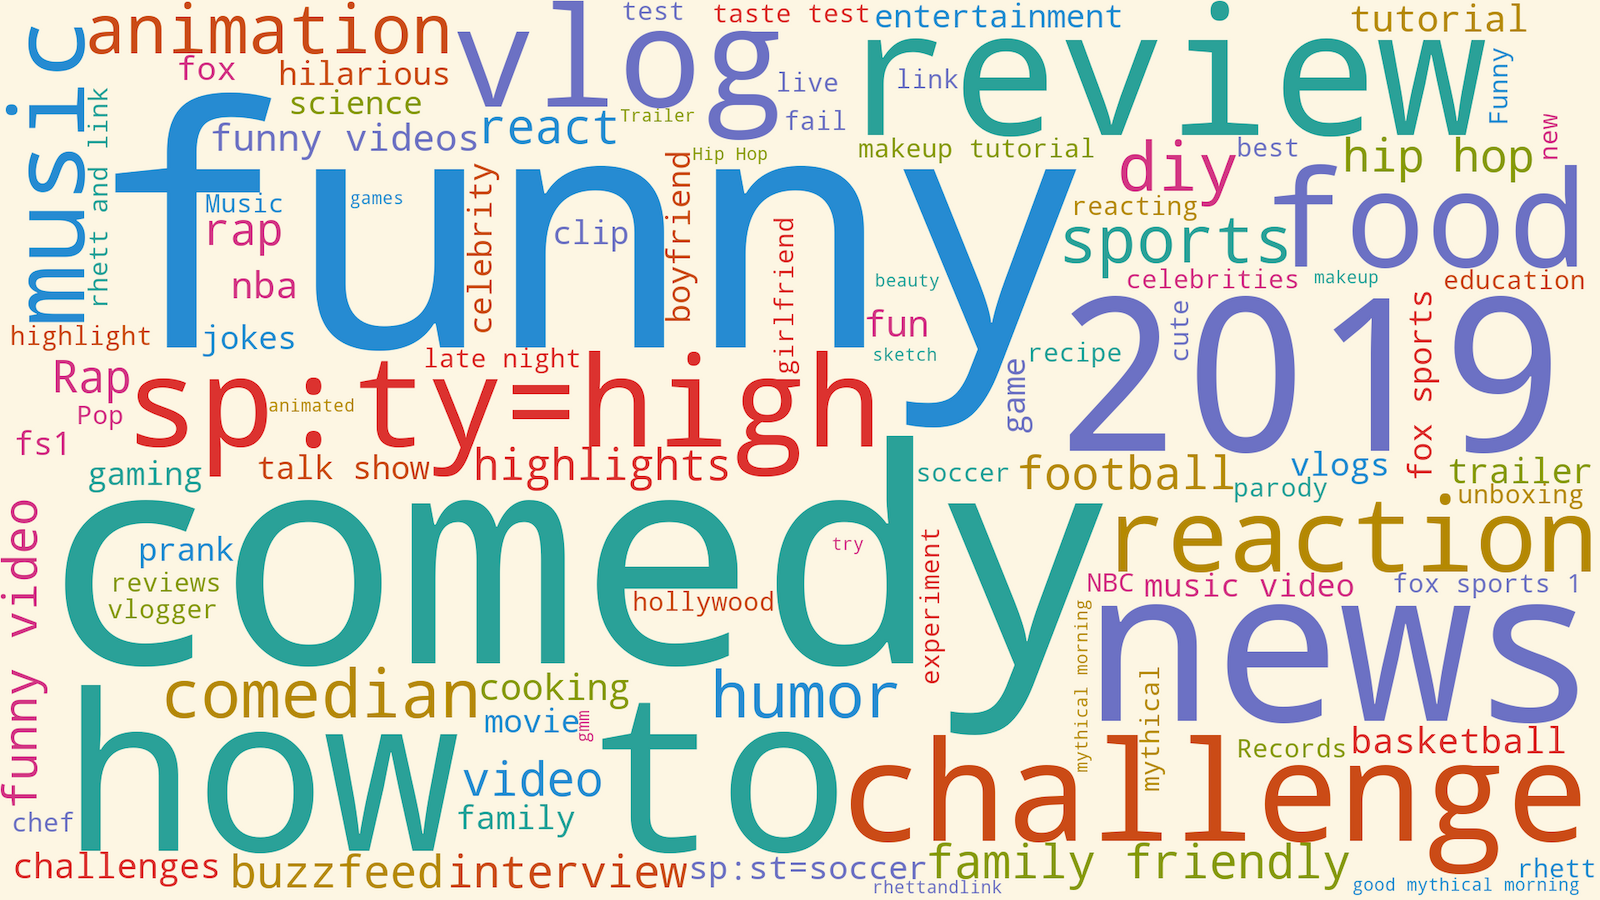 music
animation
vlog
test
taste test
entertainment
review
tutorial
fox
hilarious
science
funny videos
react
Trailer
live
fail
link
Funny
new
rhett and link
funny
Music
rap
nba
games
celebrity
clip
Hip Hop
boyfriend
girlfriend
makeup tutorial
diy
best
hip hop
food
reacting
sports
celebrities
makeup
education
beauty
fun
sketch
highlight
jokes
late night
recipe
game
2019
cute
fox sports
Rap
Pop
fs1
sp:ty=high
animated
gaming
talk show
highlights
soccer
football
vlogs
parody
trailer
unboxing
reaction
funny video
comedy
prank
reviews
vlogger
hollywood
try
experiment
NBC
music video
fox sports 1
news
mythical morning
mythical
comedian
cooking
movie
gmm
humor
how to
video
family
challenge
Records
basketball
chef
challenges
buzzfeed
interview
sp:st=soccer
family friendly
rhettandlink
rhett
good mythical morning